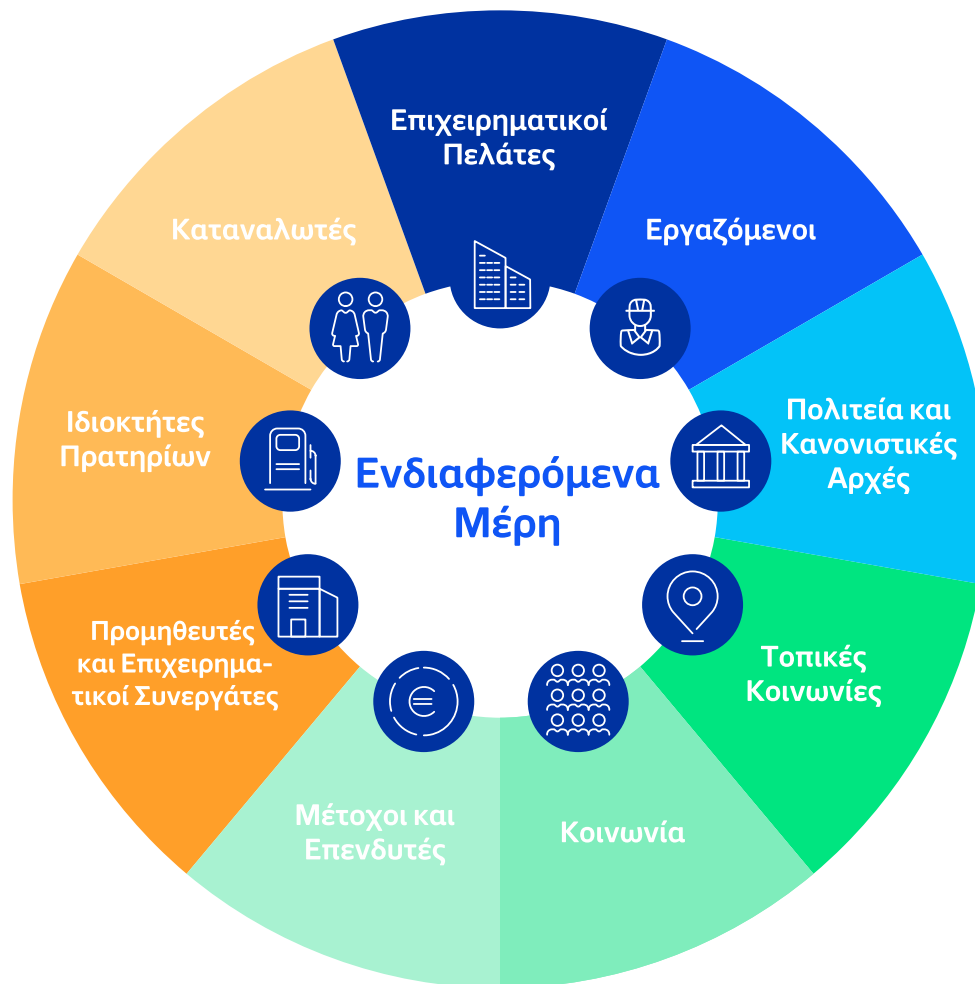 Επιχειρηματικοί
Πελάτες
Εργαζόμενοι
Πολιτεία και
Κανονιστικές
Αρχές
Τοπικές
Κοινωνίες
Κοινωνία
Μέτοχοι και
Επενδυτές
Προμηθευτές
και Επιχειρημα-
τικοί Συνεργάτες
Ιδιοκτήτες
Πρατηρίων
Καταναλωτές
Ενδιαφερόμενα
Μέρη